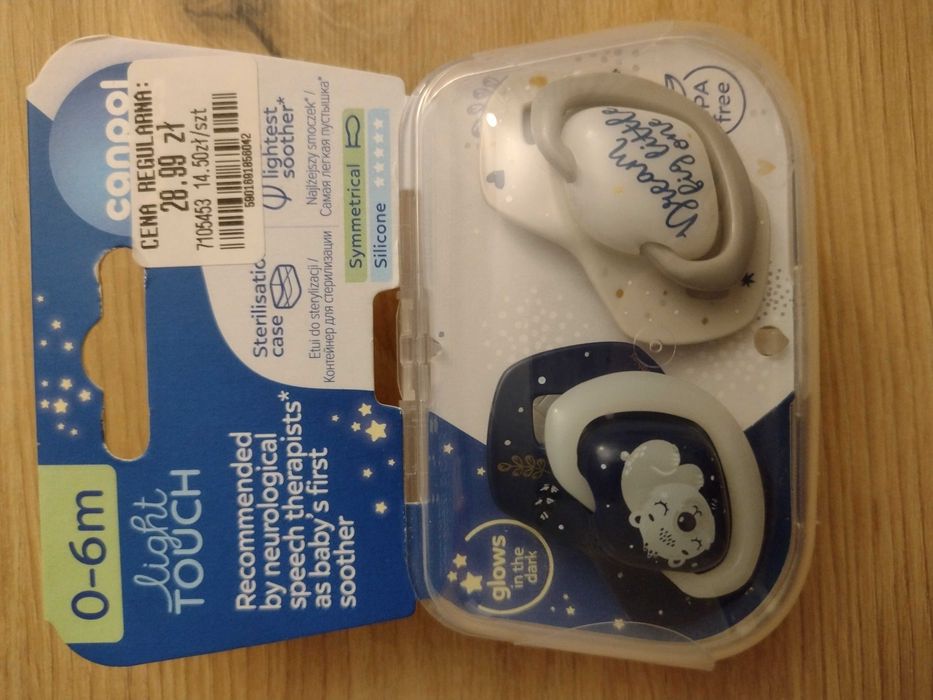 0-6m
light
TOUCH
Recommended
by neurological
speech therapists*
as baby's first
soother
canpol
CENA REGULARNA:
28.99 zł
7105453 14.50zł/szt
5901691858042
Sterilisation
case
Etui do sterylizacji /
Контейнер для стерилизации
lightest
soother*
Najlżejszy smoczek* /
Самая легкая пустышка*
Symmetrical
Silicone
glows
in the
dark
PA
free
Dream
big little
one